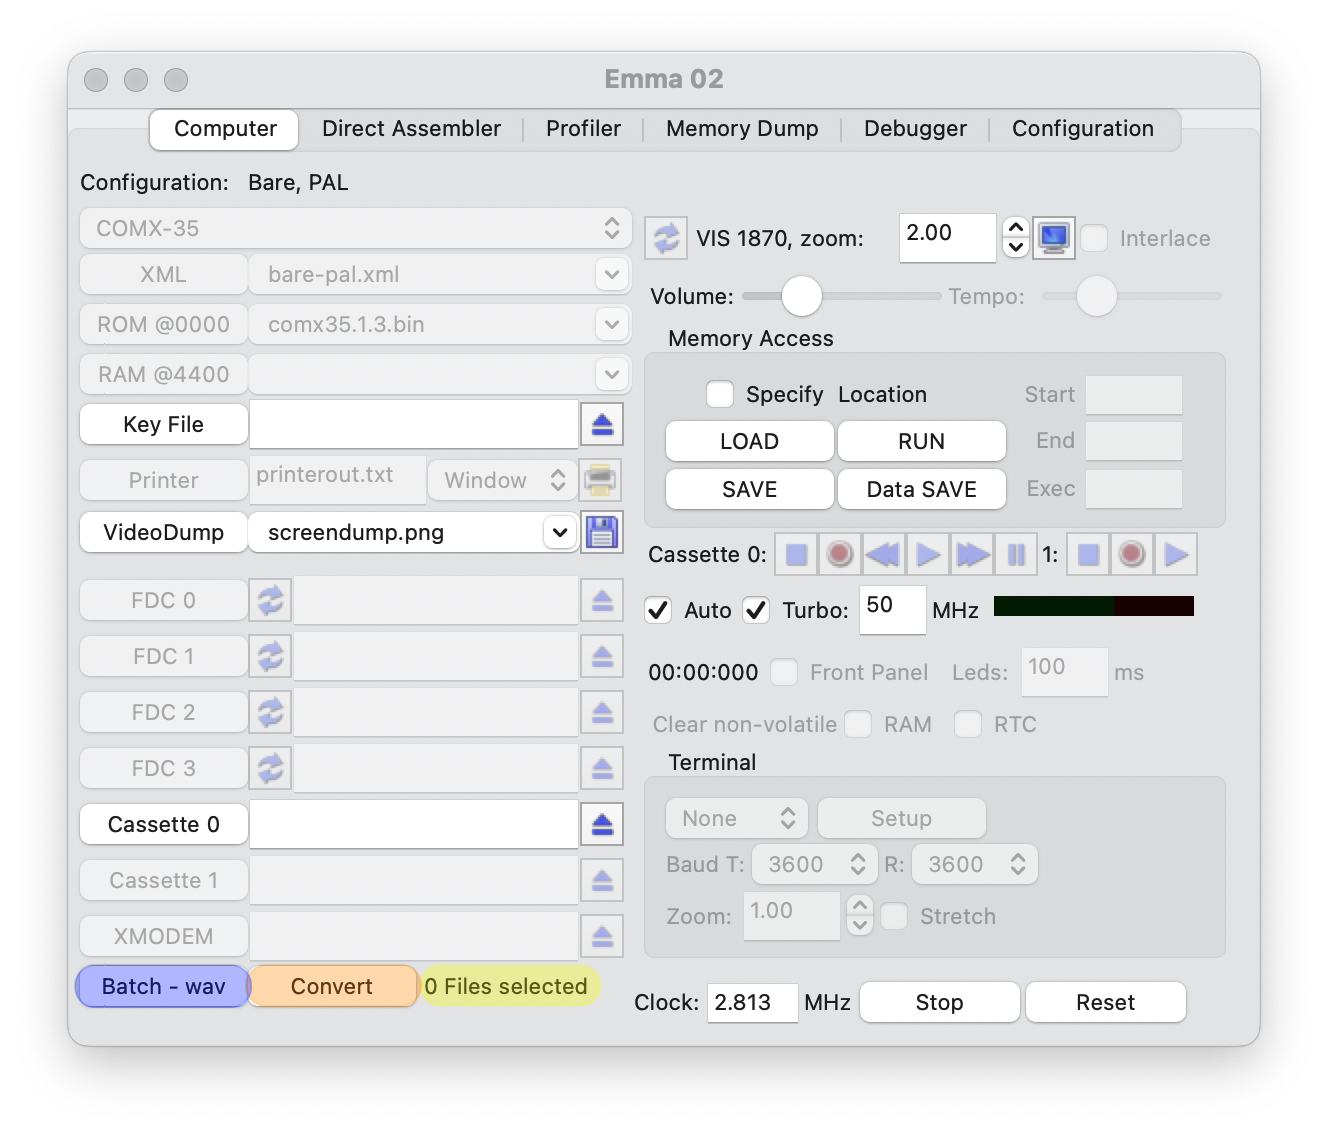 Emma 02
Computer Direct Assembler Profiler Memory Dump Debugger Configuration
Configuration: Bare, PAL
COMX-35
XML bare-pal.xml
ROM @0000 comx35.1.3.bin
RAM @4400
Key File
Printer printerout.txt Window
VideoDump screendump.png
FDC 0
FDC 1
FDC 2
FDC 3
Cassette 0
Cassette 1
XMODEM
Batch - wav Convert 0 Files selected
VIS 1870, zoom: 2.00 Interlace
Volume: Tempo:
Memory Access
Specify Location Start
LOAD RUN End
SAVE Data SAVE Exec
Cassette 0: 1:
Auto Turbo: 50 MHz
00:00:000 Front Panel Leds: 100 ms
Clear non-volatile RAM RTC
Terminal
None Setup
Baud T: 3600 R: 3600
Zoom: 1.00 Stretch
Clock: 2.813 MHz Stop Reset